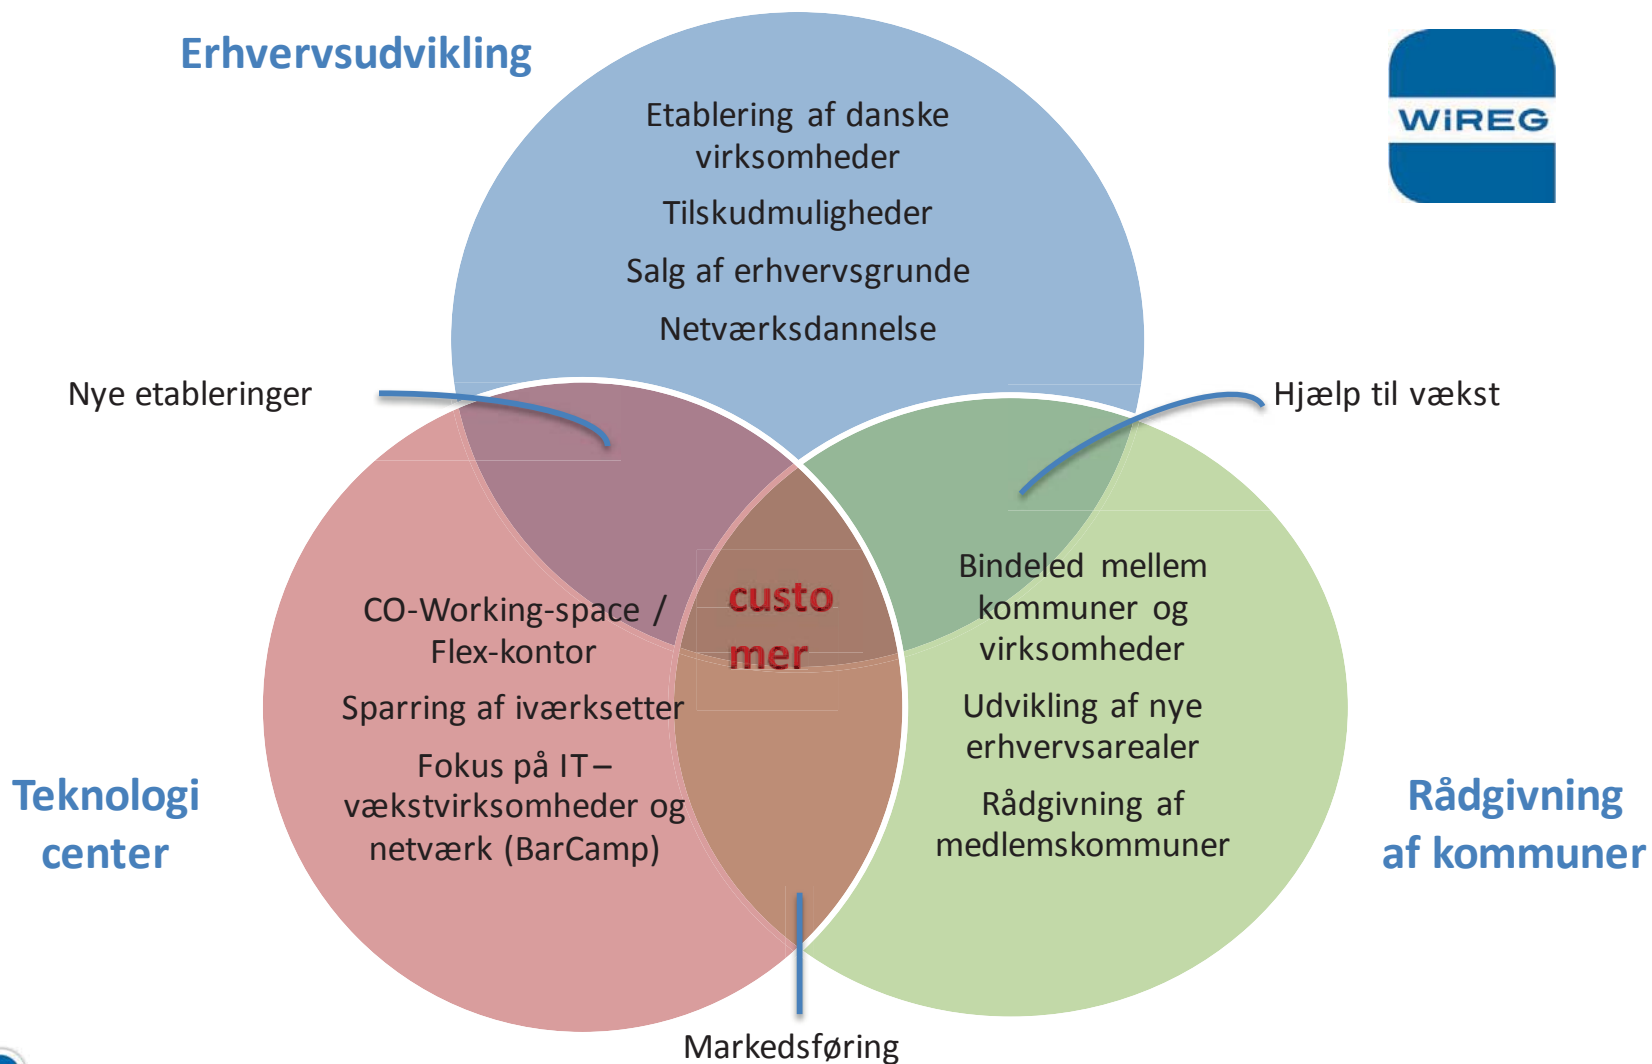 Erhvervsudvikling
WiREG
Etablering af danske
virksomheder
Tilskudmuligheder
Salg af erhvervsgrunde
Netværksdannelse
Nye etableringer
Hjælp til vækst
custo
mer
CO-Working-space /
Flex-kontor
Sparring af iværksetter
Fokus på IT–
vækstvirksomheder og
netværk (BarCamp)
Bindeled mellem
kommuner og
virksomheder
Udvikling af nye
erhvervsarealer
Rådgivning af
medlemskommuner
Teknologi
center
Rådgivning
af kommuner
Markedsføring